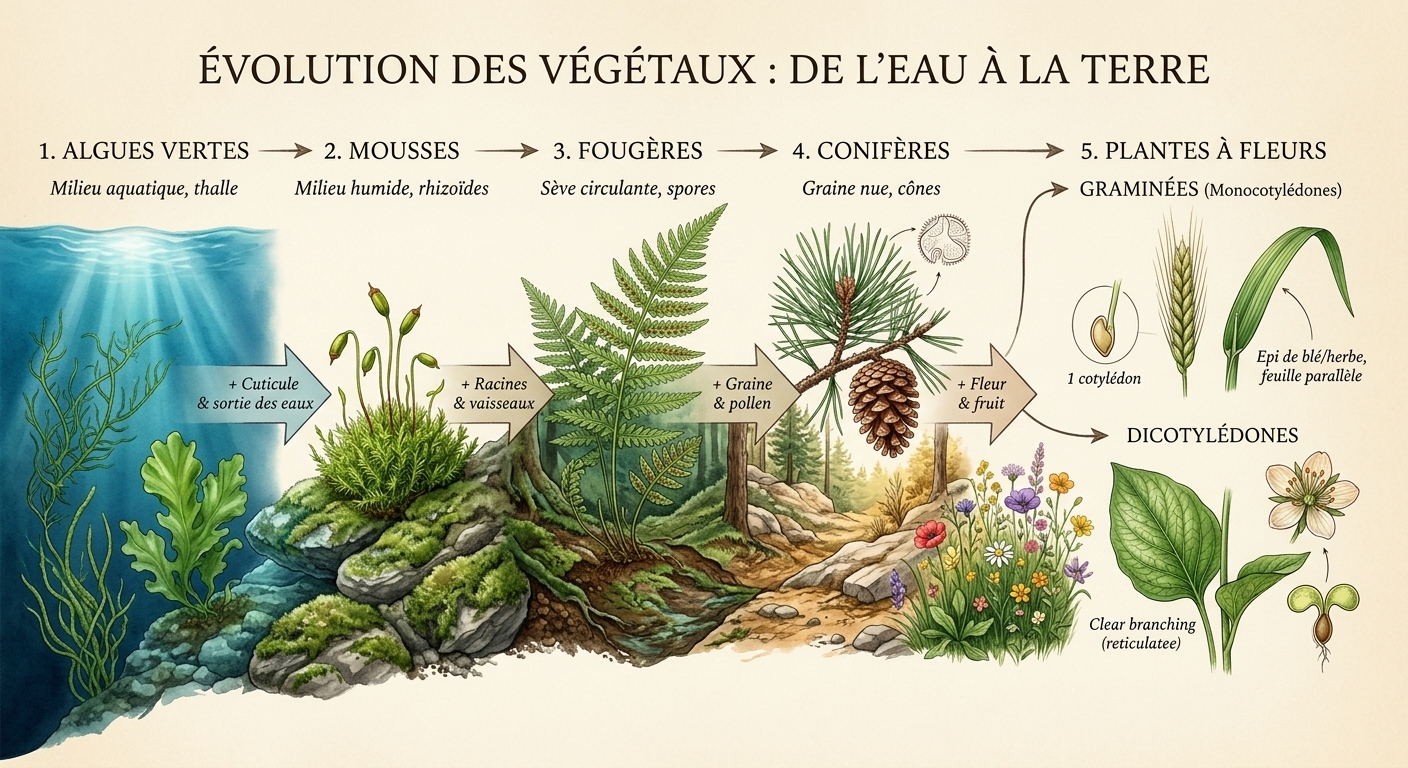 ÉVOLUTION DES VÉGÉTAUX : DE L'EAU À LA TERRE
1. ALGUES VERTES
Milieu aquatique, thalle
2. MOUSSES
Milieu humide, rhizoïdes
3. FOUGÈRES
Sève circulante, spores
4. CONIFÈRES
Graine nue, cônes
5. PLANTES À FLEURS
GRAMINÉES (Monocotylédones)
+ Cuticule
& sortie des eaux
+ Racines
& vaisseaux
+ Graine
& pollen
+ Fleur
& fruit
1 cotylédon
Epi de blé/herbe,
feuille parallèle
DICOTYLÉDONES
Clear branching
(reticulatee)